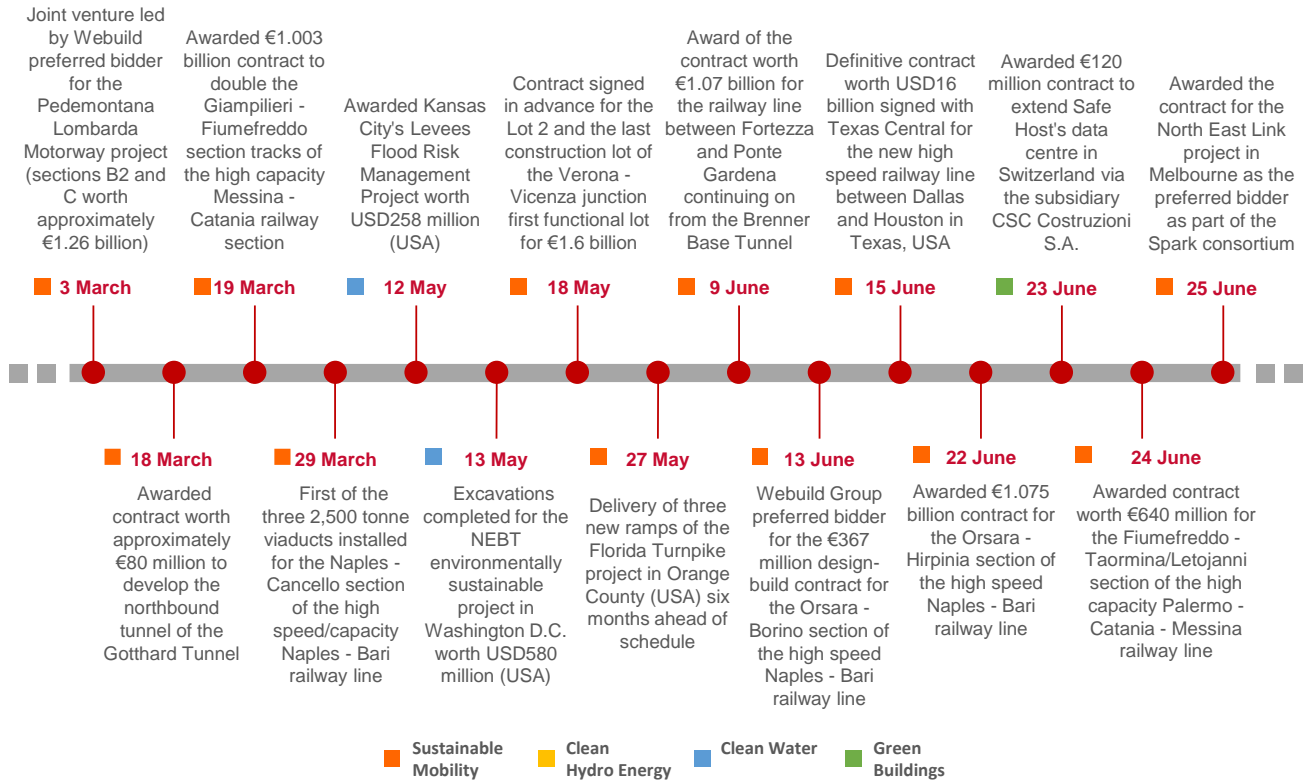 Joint venture led
by Webuild
preferred bidder
for the
Pedemontana
Lombarda
Motorway project
(sections B2 and
C worth
approximately
€1.26 billion)
3 March
Awarded €1.003
billion contract to
double the
Giampilieri -
Fiumefreddo
section tracks of
the high capacity
Messina -
Catania railway
section
19 March
Awarded Kansas
City's Levees
Flood Risk
Management
Project worth
USD258 million
(USA)
12 May
Contract signed
in advance for the
Lot 2 and the last
construction lot of
the Verona -
Vicenza junction
first functional lot
for €1.6 billion
18 May
Award of the
contract worth
€1.07 billion for
the railway line
between Fortezza
and Ponte
Gardena
continuing on
from the Brenner
Base Tunnel
9 June
Definitive contract
worth USD16
billion signed with
Texas Central for
the new high
speed railway line
between Dallas
and Houston in
Texas, USA
15 June
Awarded €120
million contract to
extend Safe
Host's data
centre in
Switzerland via
the subsidiary
CSC Costruzioni
S.A.
23 June
Awarded the
contract for the
North East Link
project in
Melbourne as the
preferred bidder
as part of the
Spark consortium
25 June
18 March
Awarded
contract worth
approximately
€80 million to
develop the
northbound
tunnel of the
Gotthard Tunnel
29 March
First of the
three 2,500 tonne
viaducts installed
for the Naples -
Cancello section
of the high
speed/capacity
Naples - Bari
railway line
13 May
Excavations
completed for the
NEBT
environmentally
sustainable
project in
Washington D.C.
worth USD580
million (USA)
27 May
Delivery of three
new ramps of the
Florida Turnpike
project in Orange
County (USA) six
months ahead of
schedule
13 June
Webuild Group
preferred bidder
for the €367
million design-
build contract for
the Orsara -
Borino section of
the high speed
Naples - Bari
railway line
22 June
Awarded €1.075
billion contract for
the Orsara -
Hirpinia section of
the high speed
Naples - Bari
railway line
24 June
Awarded contract
worth €640 million for
the Fiumefreddo -
Taormina/Letojanni
section of the high
capacity Palermo -
Catania - Messina
railway line
Sustainable
Mobility
Clean
Hydro Energy
Clean Water
Green
Buildings